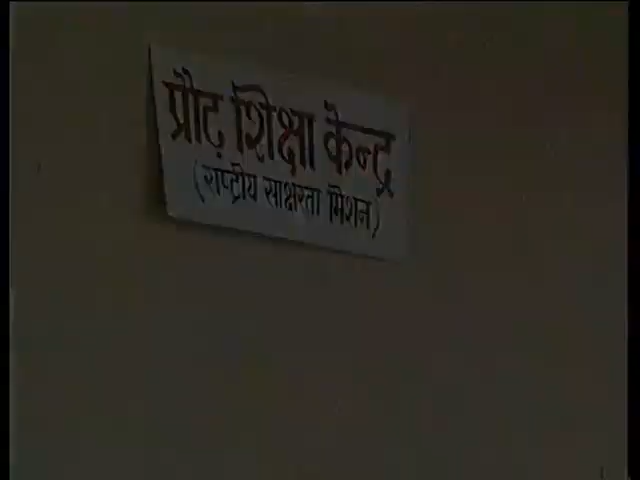 प्रौढ़ शिक्षा केन्द्र
(राष्ट्रीय साक्षरता मिशन)